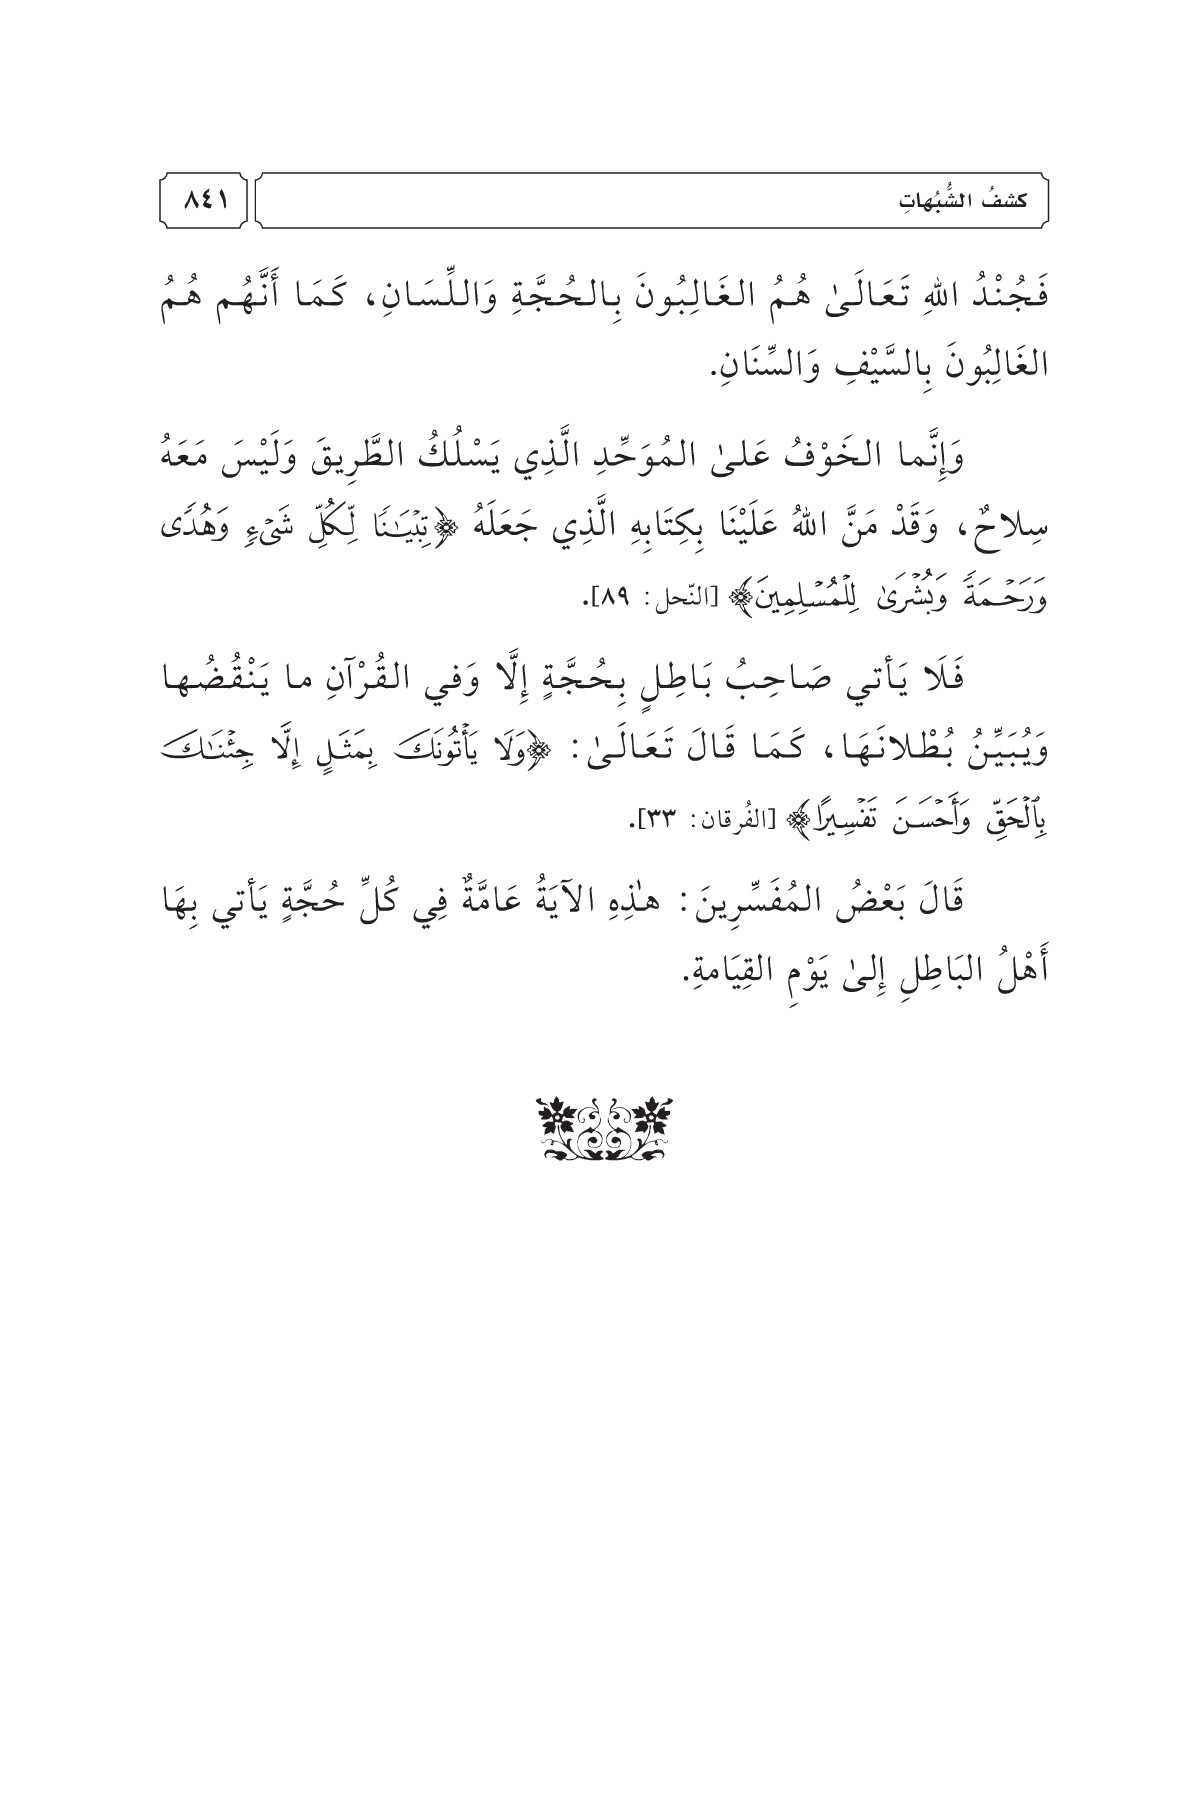 كشفُ الشُّبُهاتِ
٨٤١
فَجُنْدُ اللهِ تَعَالَىٰ هُمُ الغَالِبُونَ بِالحُجَّةِ وَاللِّسَانِ، كَمَا أَنَّهُم هُمُ
الغَالِبُونَ بِالسَّيْفِ وَالسِّنَانِ.
وَإِنَّما الخَوْفُ عَلىٰ المُوَحِّدِ الَّذِي يَسْلُكُ الطَّرِيقَ وَلَيْسَ مَعَهُ
سِلاحٌ، وَقَدْ مَنَّ اللهُ عَلَيْنَا بِكِتَابِهِ الَّذِي جَعَلَهُ ﴿تِبْيَٰنٗا لِّكُلِّ شَيْءٖ وَهُدٗى
وَرَحْمَةٗ وَبُشْرَىٰ لِلْمُسْلِمِينَ﴾ [النّحل: ٨٩].
فَلَا يَأتي صَاحِبُ بَاطِلٍ بِحُجَّةٍ إِلَّا وَفي القُرْآنِ ما يَنْقُضُها
وَيُبَيِّنُ بُطْلانَهَا، كَمَا قَالَ تَعَالَىٰ: ﴿وَلَا يَأْتُونَكَ بِمَثَلٍ إِلَّا جِئْنَٰكَ
بِٱلْحَقِّ وَأَحْسَنَ تَفْسِيرًا﴾ [الفُرقان: ٣٣].
قَالَ بَعْضُ المُفَسِّرِينَ: هٰذِهِ الآيَةُ عَامَّةٌ فِي كُلِّ حُجَّةٍ يَأتي بِهَا
أَهْلُ البَاطِلِ إِلىٰ يَوْمِ القِيَامةِ.